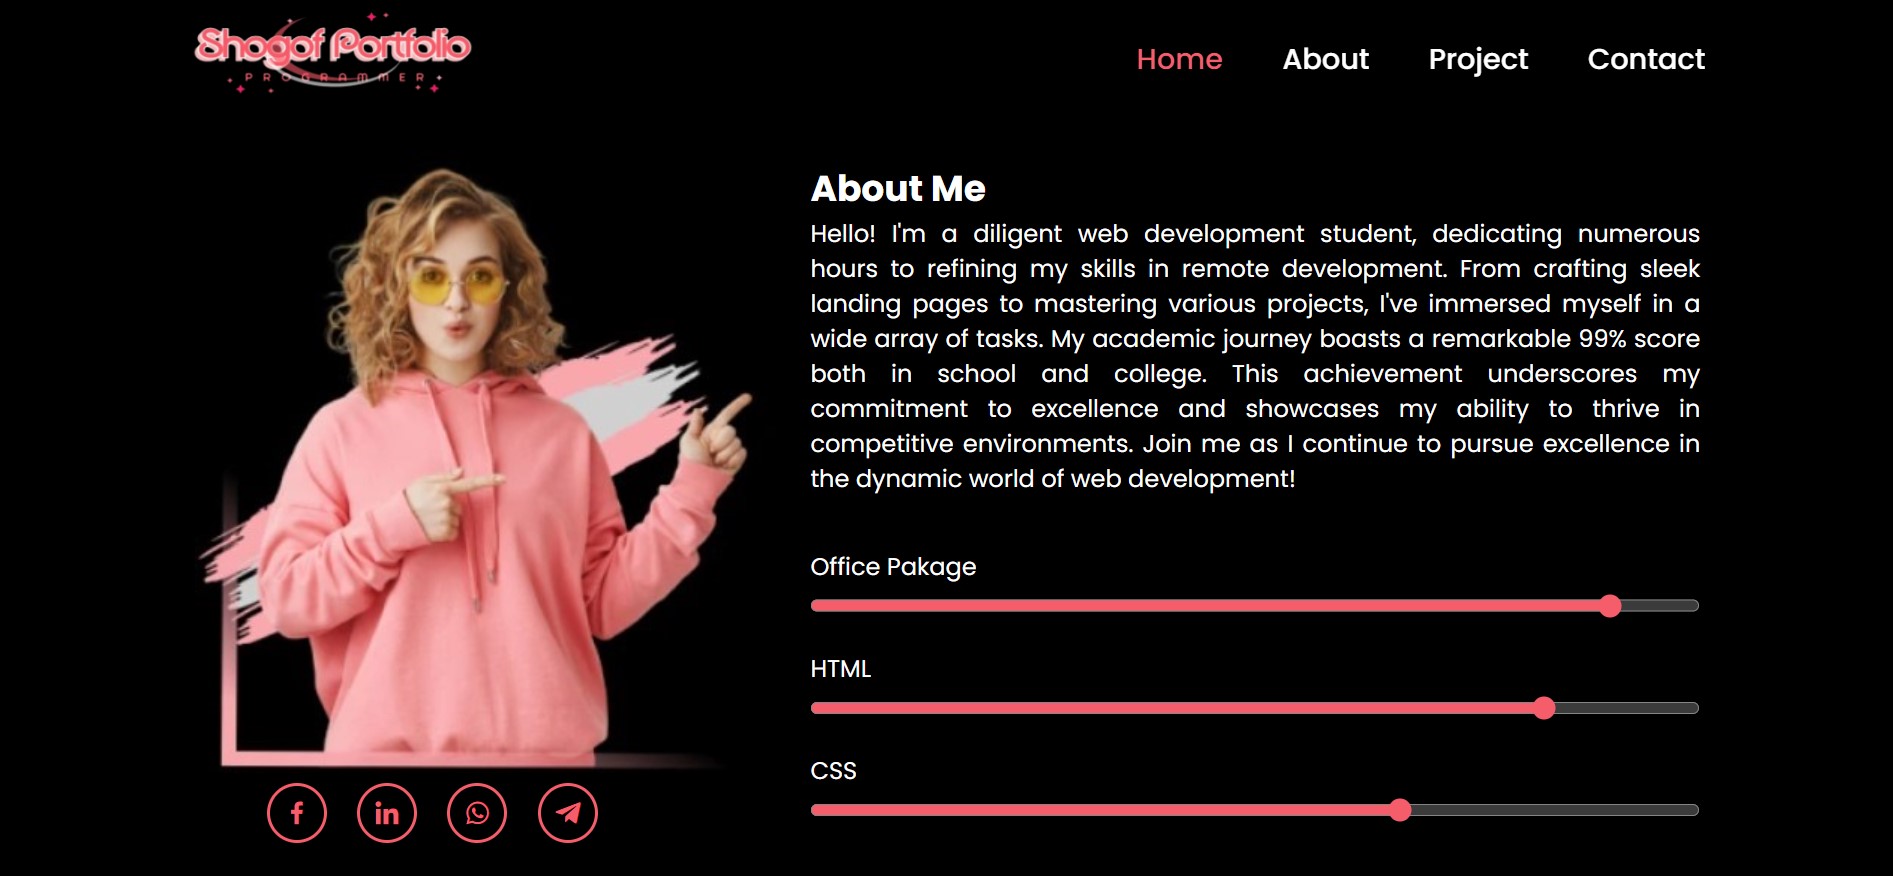 Shogof Portfolio
PROGRAMMER
Home About Project Contact
About Me
Hello! I'm a diligent web development student, dedicating numerous
hours to refining my skills in remote development. From crafting sleek
landing pages to mastering various projects, I've immersed myself in a
wide array of tasks. My academic journey boasts a remarkable 99% score
both in school and college. This achievement underscores my
commitment to excellence and showcases my ability to thrive in
competitive environments. Join me as I continue to pursue excellence in
the dynamic world of web development!
Office Pakage
HTML
CSS